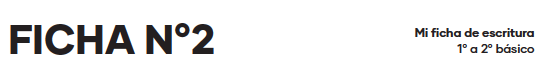 FICHA N°2
Mi ficha de escritura
1° a 2° básico